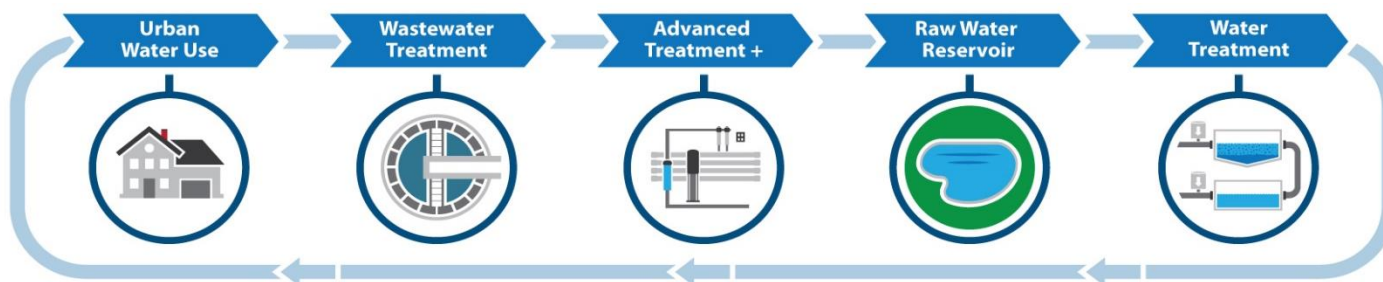 Urban
Water Use
Wastewater
Treatment
Advanced
Treatment +
Raw Water
Reservoir
Water
Treatment